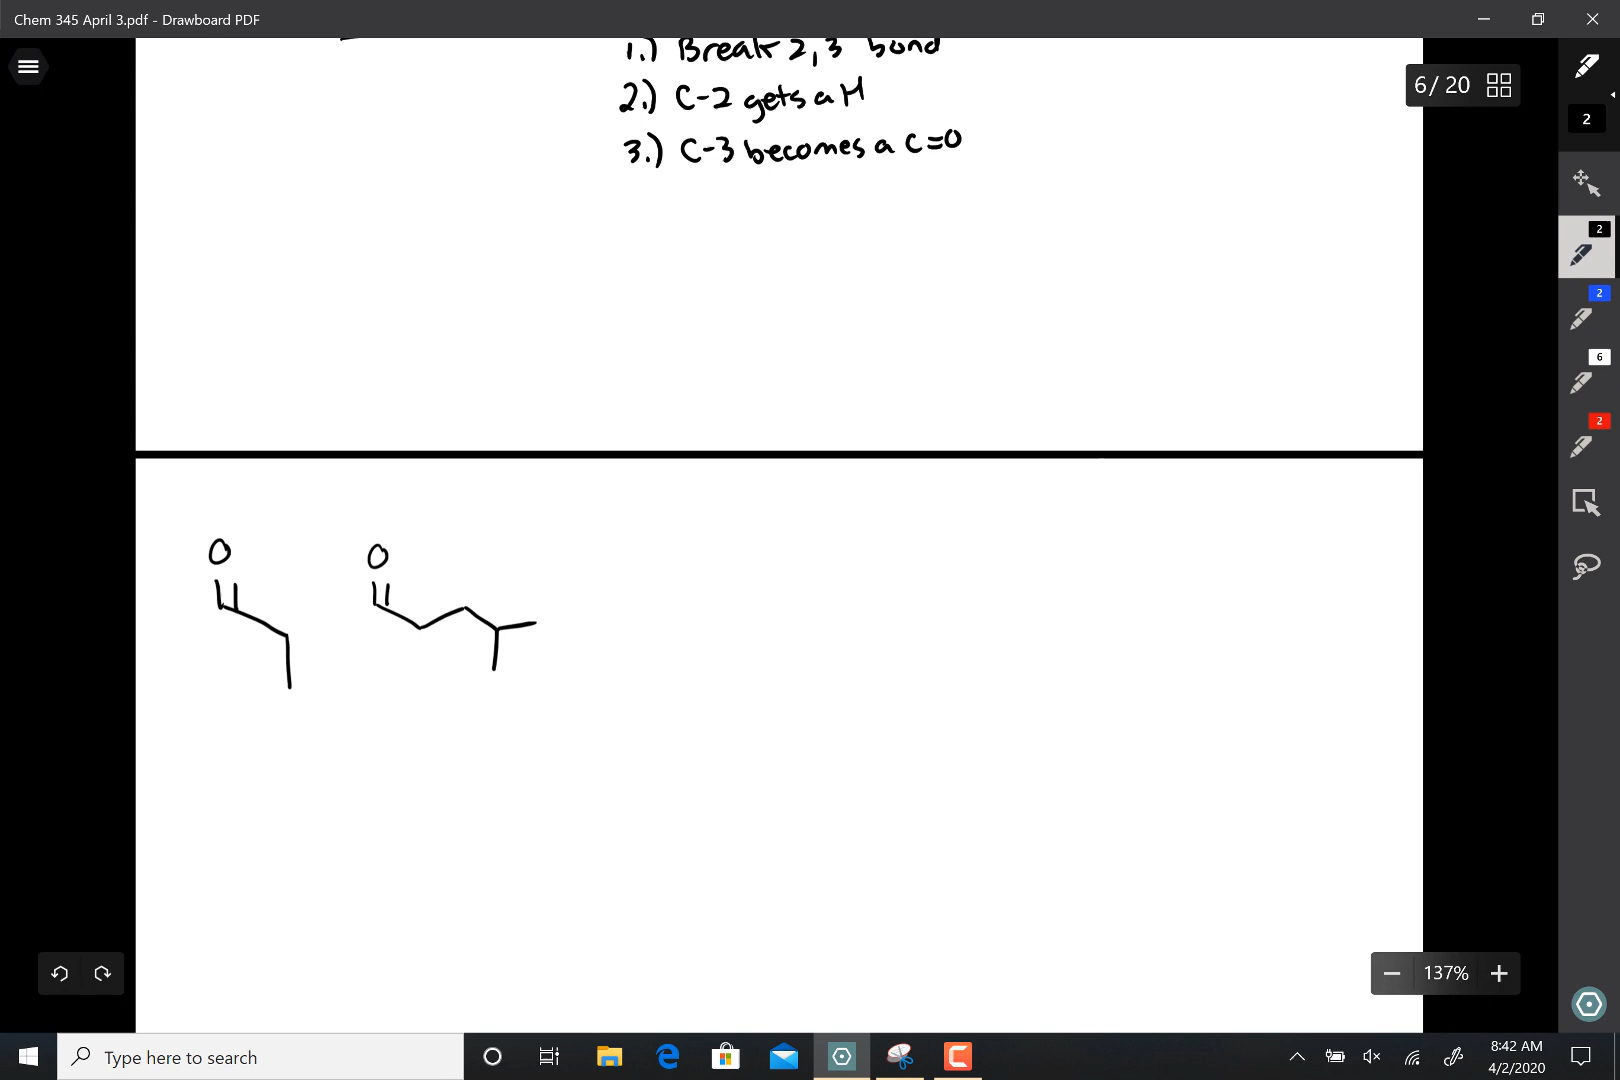 Chem 345 April 3.pdf - Drawboard PDF
1.) Break 2,3 bond
2.) C-2 gets a H
3.) C-3 becomes a C=O
6 / 20
2
2
2
6
2
O
O
137%
Type here to search
8:42 AM
4/2/2020